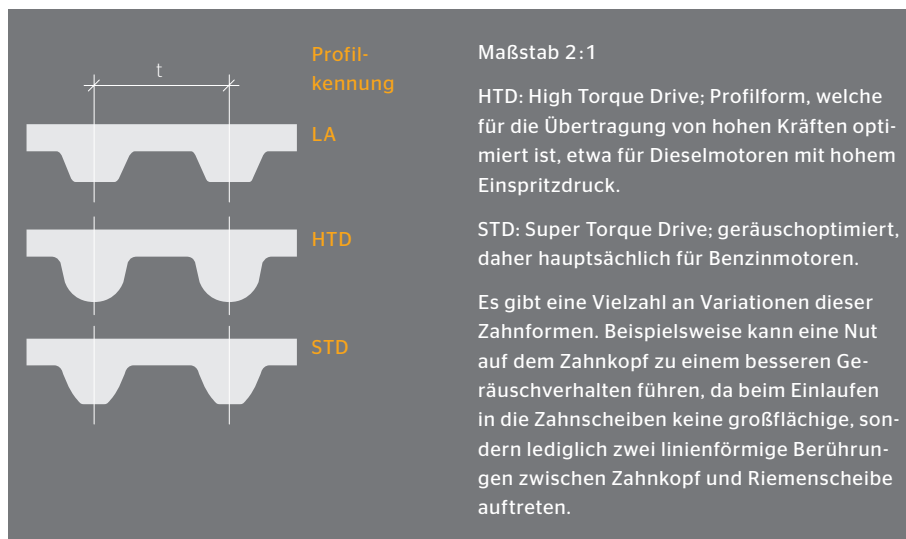 t
Profil-
kennung
LA
HTD
STD
Maßstab 2:1
HTD: High Torque Drive; Profilform, welche
für die Übertragung von hohen Kräften opti-
miert ist, etwa für Dieselmotoren mit hohem
Einspritzdruck.
STD: Super Torque Drive; geräuschoptimiert,
daher hauptsächlich für Benzinmotoren.
Es gibt eine Vielzahl an Variationen dieser
Zahnformen. Beispielsweise kann eine Nut
auf dem Zahnkopf zu einem besseren Ge-
räuschverhalten führen, da beim Einlaufen
in die Zahnscheiben keine großflächige, son-
dern lediglich zwei linienförmige Berührun-
gen zwischen Zahnkopf und Riemenscheibe
auftreten.